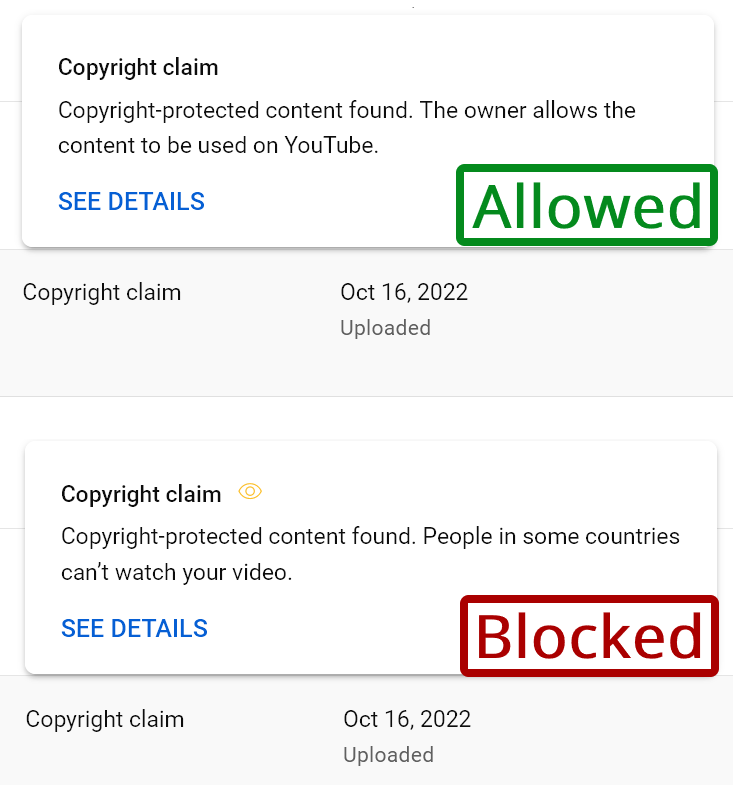 Copyright claim
Copyright-protected content found. The owner allows the
content to be used on YouTube.
SEE DETAILS
Allowed
Copyright claim
Oct 16, 2022
Uploaded
Copyright claim
Copyright-protected content found. People in some countries
can’t watch your video.
SEE DETAILS
Blocked
Copyright claim
Oct 16, 2022
Uploaded